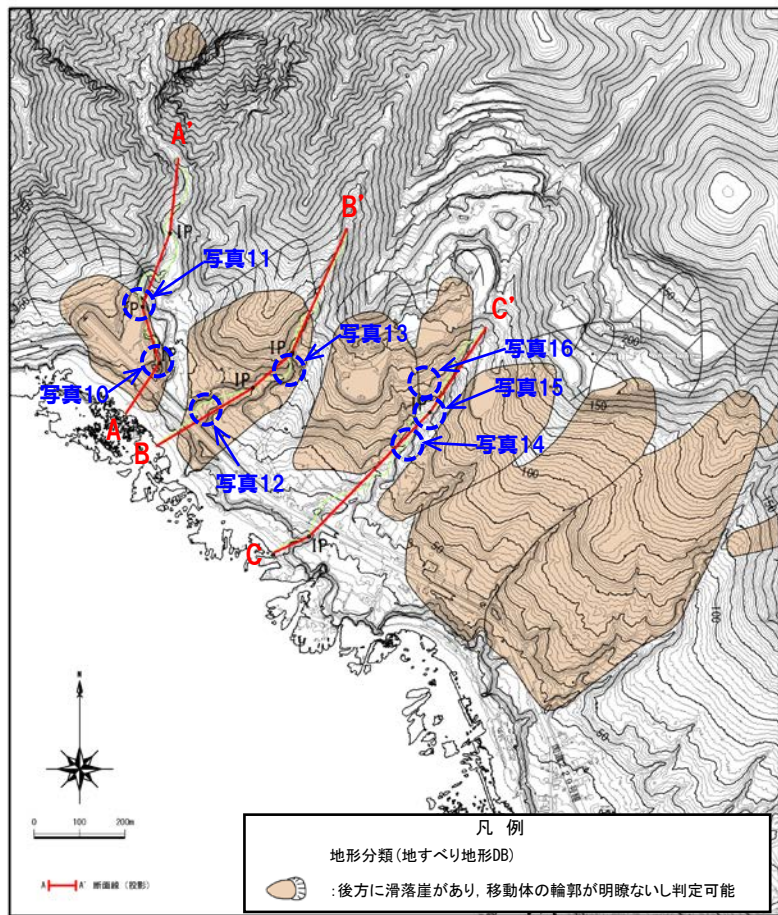 A'
B'
IP
写真11
C'
IP
写真13
写真16
IP
IP
写真15
写真10
A
B
写真14
写真12
150
100
C
IP
50
100
N
50
0 100 200m
A A' 断面線(投影)
凡 例
地形分類(地すべり地形DB)
:後方に滑落崖があり,移動体の輪郭が明瞭ないし判定可能